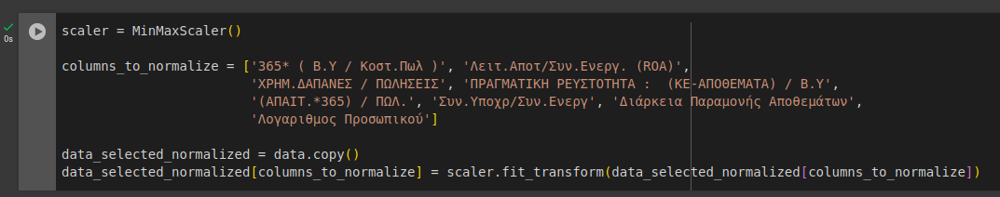 0s
scaler = MinMaxScaler()
columns_to_normalize = ['365* ( Β.Υ / Κοστ.Πωλ )', 'Λειτ.Αποτ/Συν.Ενεργ. (ROA)',
'ΧΡΗΜ.ΔΑΠΑΝΕΣ / ΠΩΛΗΣΕΙΣ', 'ΠΡΑΓΜΑΤΙΚΗ ΡΕΥΣΤΟΤΗΤΑ :  (ΚΕ-ΑΠΟΘΕΜΑΤΑ) / Β.Υ',
'(ΑΠΑΙΤ.*365) / ΠΩΛ.', 'Συν.Υποχρ/Συν.Ενεργ', 'Διάρκεια Παραμονής Αποθεμάτων',
'Λογαριθμος Προσωπικού']
data_selected_normalized = data.copy()
data_selected_normalized[columns_to_normalize] = scaler.fit_transform(data_selected_normalized[columns_to_normalize])